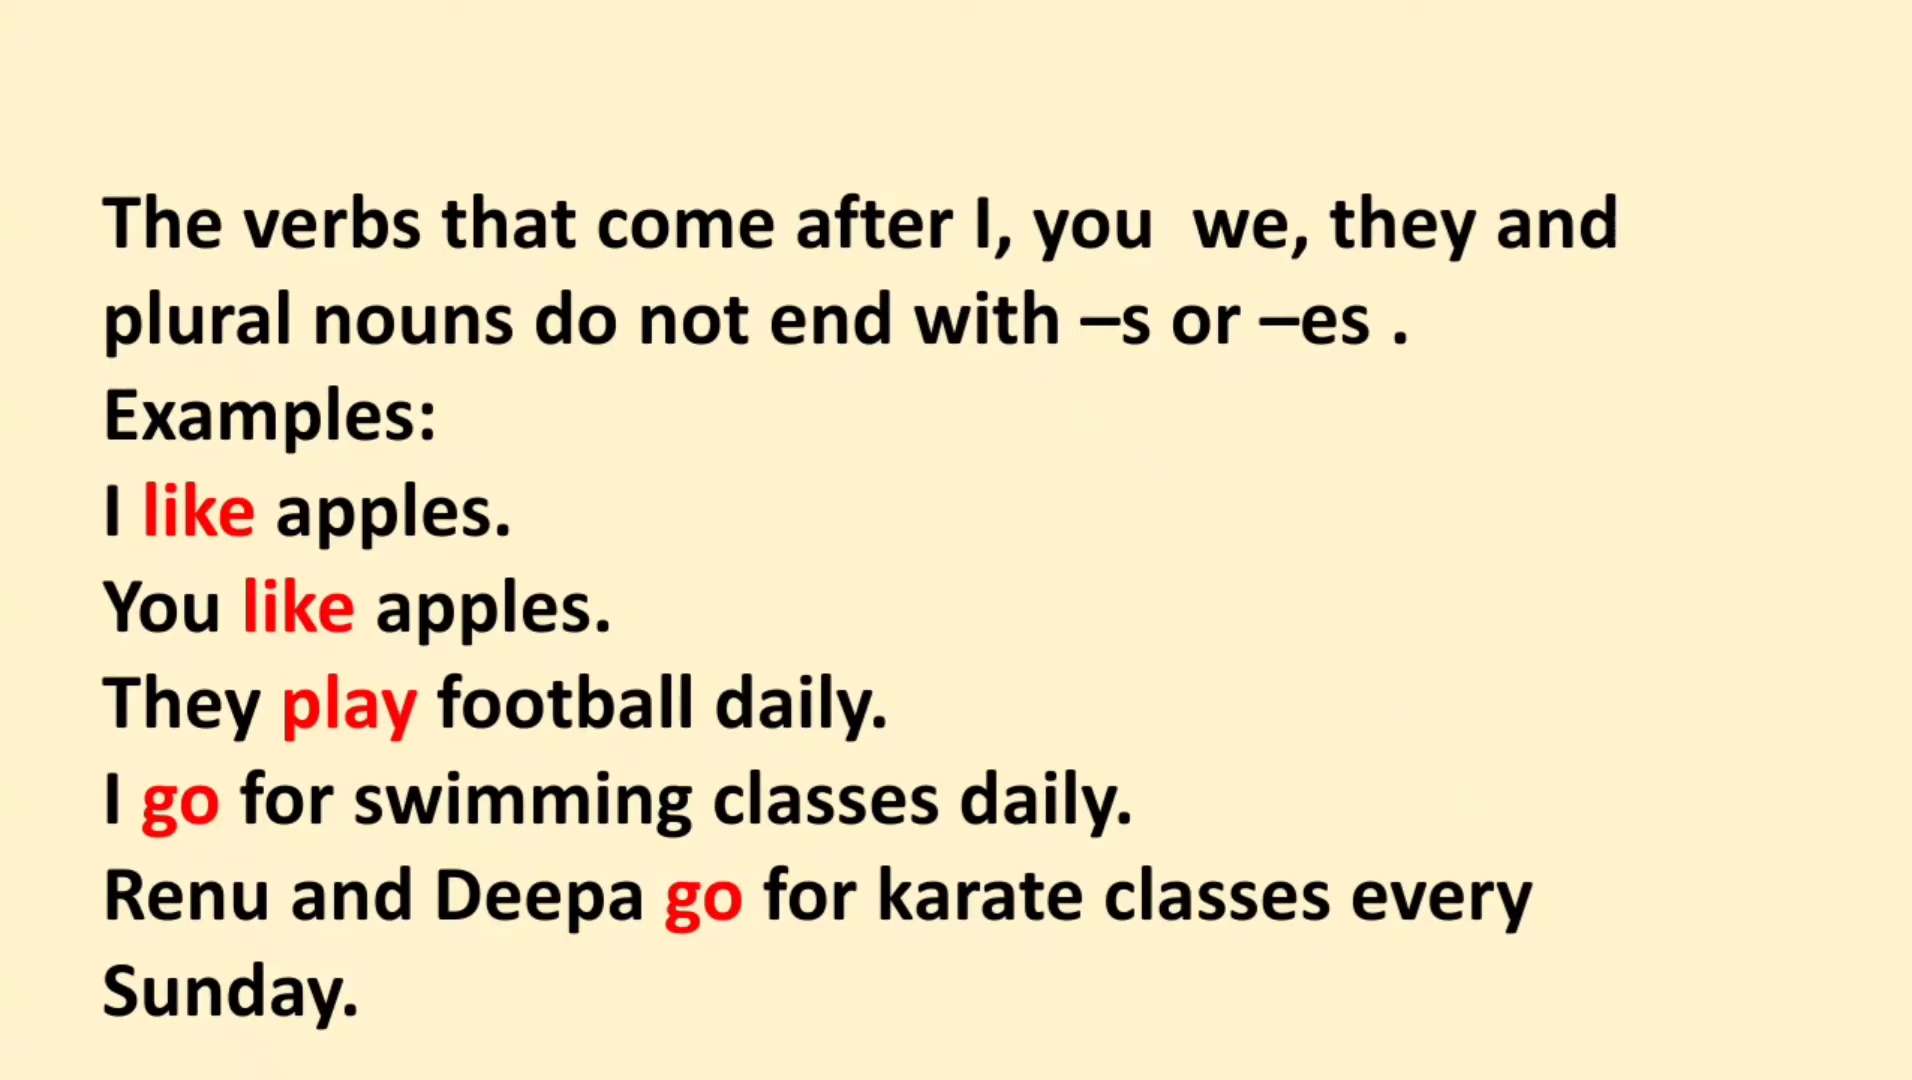 The verbs that come after I, you  we, they and
plural nouns do not end with –s or –es .
Examples:
I like apples.
You like apples.
They play football daily.
I go for swimming classes daily.
Renu and Deepa go for karate classes every
Sunday.